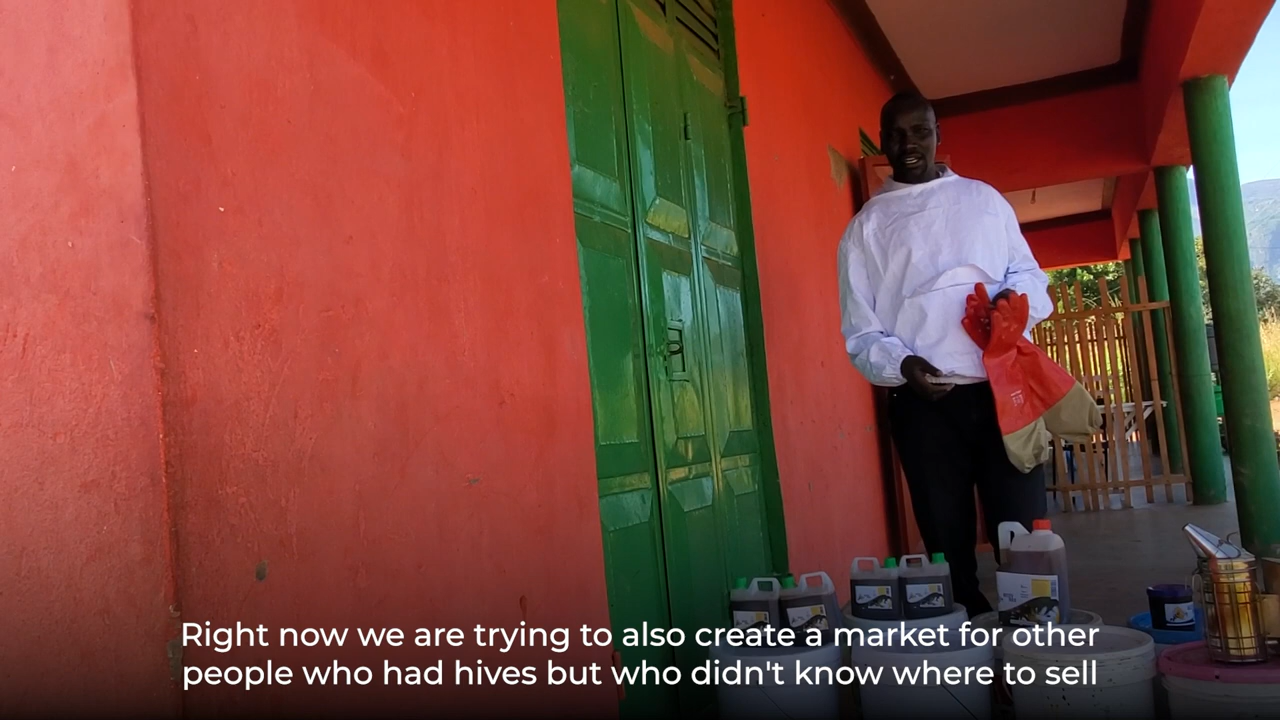 Right now we are trying to also create a market for other
people who had hives but who didn't know where to sell